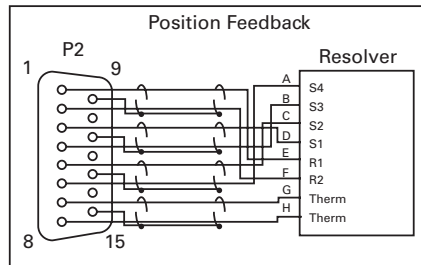 Position Feedback
P2
Resolver
1
9
A
S4
B
S3
C
S2
D
S1
E
R1
F
R2
G
Therm
H
Therm
8
15